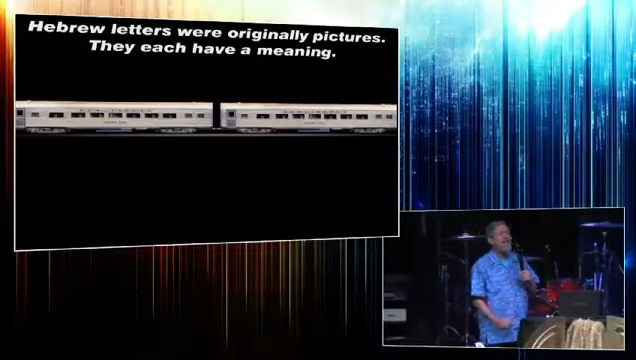 Hebrew letters were originally pictures.
They each have a meaning.